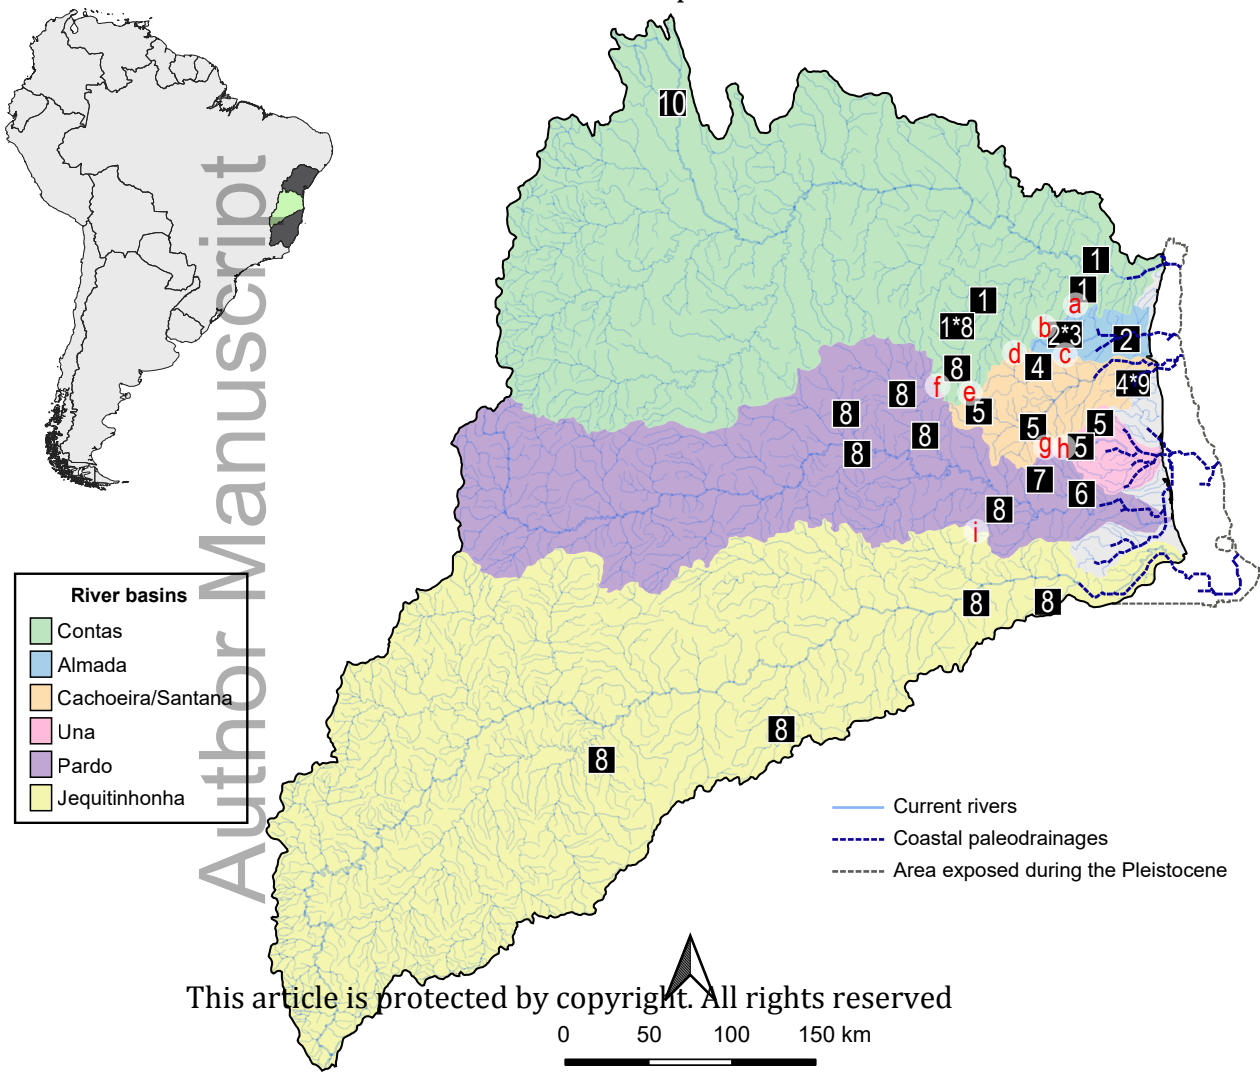 10
1
1
a
1
1*8
b
2*3
2
d
c
8
4
f
e
4*9
8
8
5
5
5
8
g
h
5
8
7
6
8
i
8
8
8
8
River basins
Contas
Almada
Cachoeira/Santana
Una
Pardo
Jequitinhonha
Author Manuscript
Current rivers
Coastal paleodrainages
Area exposed during the Pleistocene
This article is protected by copyright. All rights reserved
0 50 100 150 km